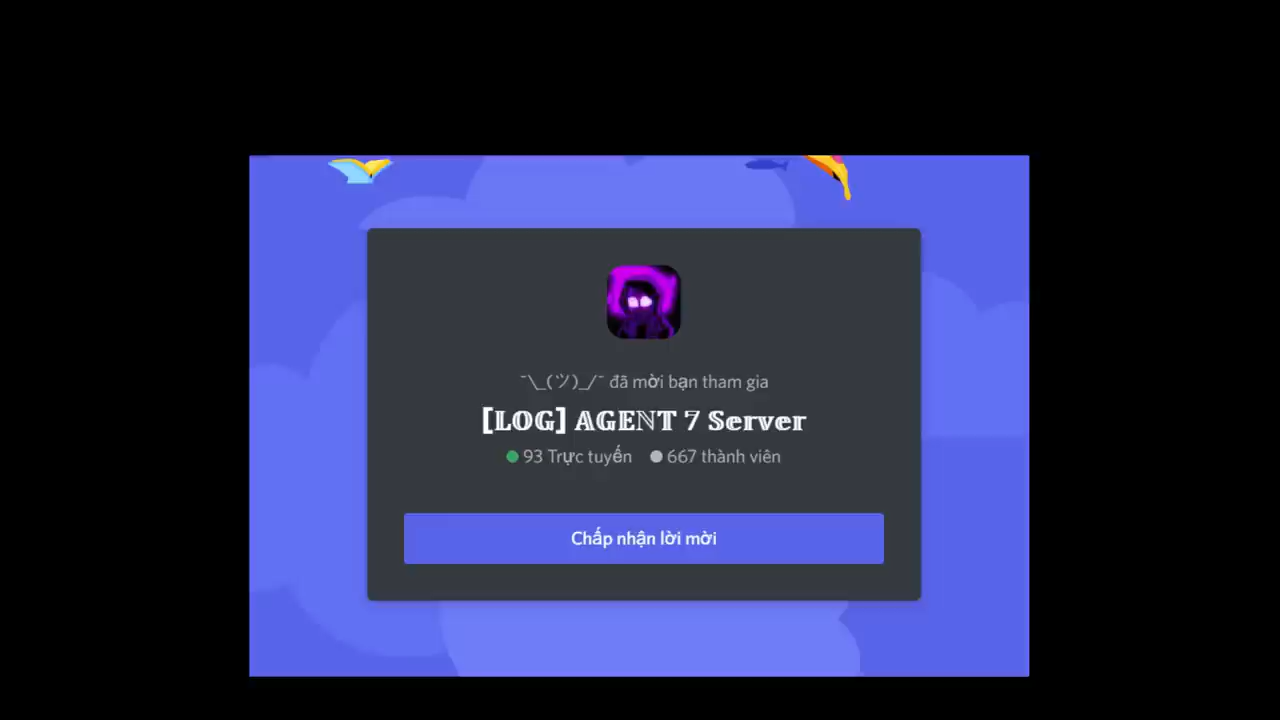 ¯\_(ツ)_/¯ đã mời bạn tham gia
[LOG] AGENT 7 Server
93 Trực tuyến 667 thành viên
Chấp nhận lời mời